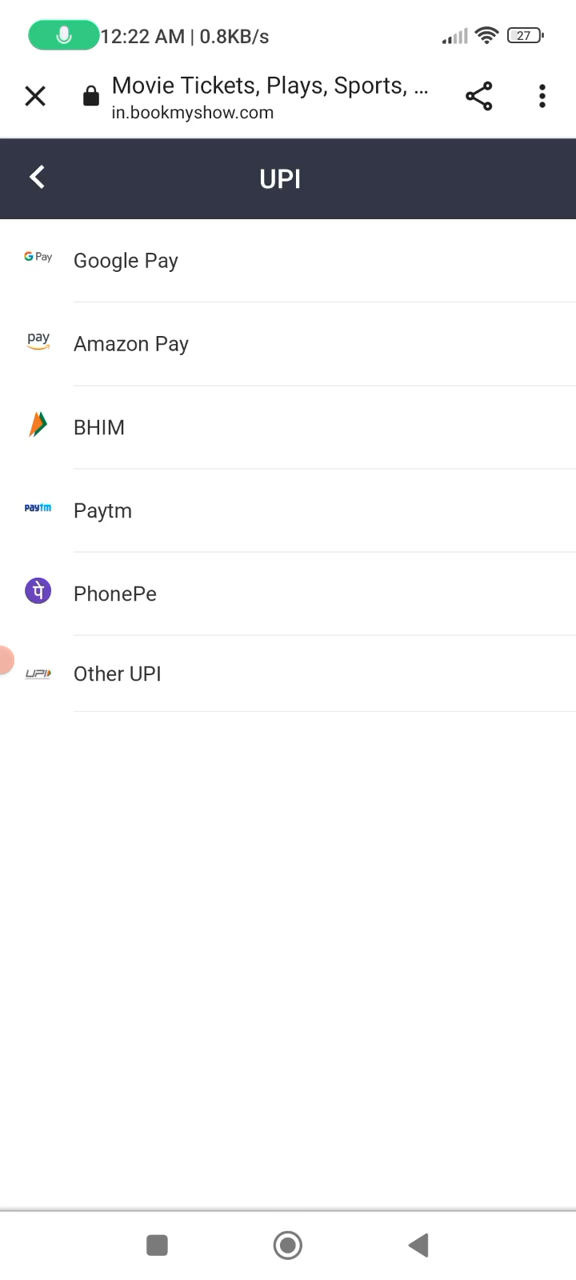 12:22 AM | 0.8KB/s
27
Movie Tickets, Plays, Sports, ...
in.bookmyshow.com
UPI
G Pay Google Pay
pay Amazon Pay
BHIM
paytm Paytm
पे PhonePe
UPI Other UPI